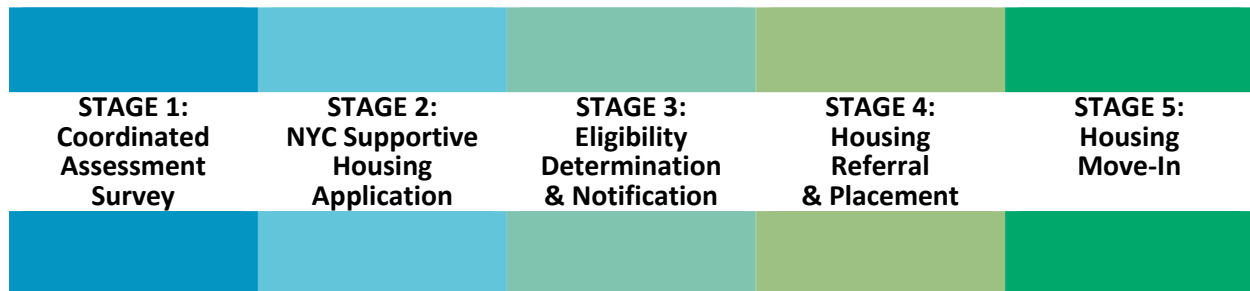 STAGE 1:
Coordinated
Assessment
Survey
STAGE 2:
NYC Supportive
Housing
Application
STAGE 3:
Eligibility
Determination
& Notification
STAGE 4:
Housing
Referral
& Placement
STAGE 5:
Housing
Move-In